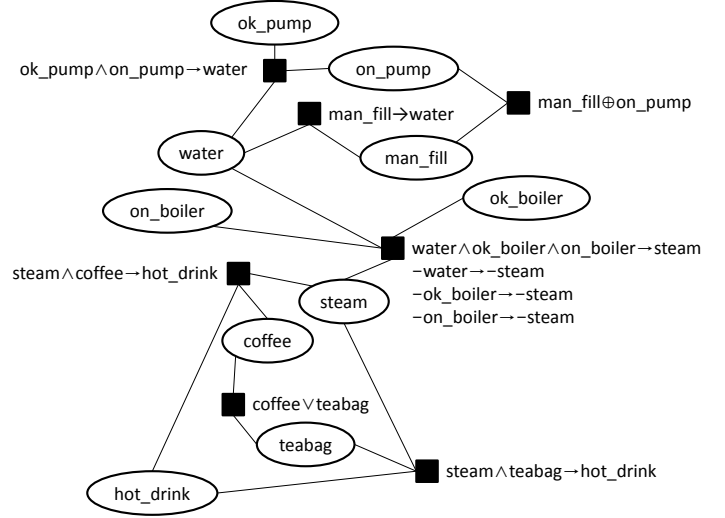 ok_pump
ok_pump∧on_pump→water
on_pump
man_fill→water
man_fill⊕on_pump
water
man_fill
on_boiler
ok_boiler
water∧ok_boiler∧on_boiler→steam
−water→−steam
−ok_boiler→−steam
−on_boiler→−steam
steam∧coffee→hot_drink
steam
coffee
coffee∨teabag
teabag
steam∧teabag→hot_drink
hot_drink